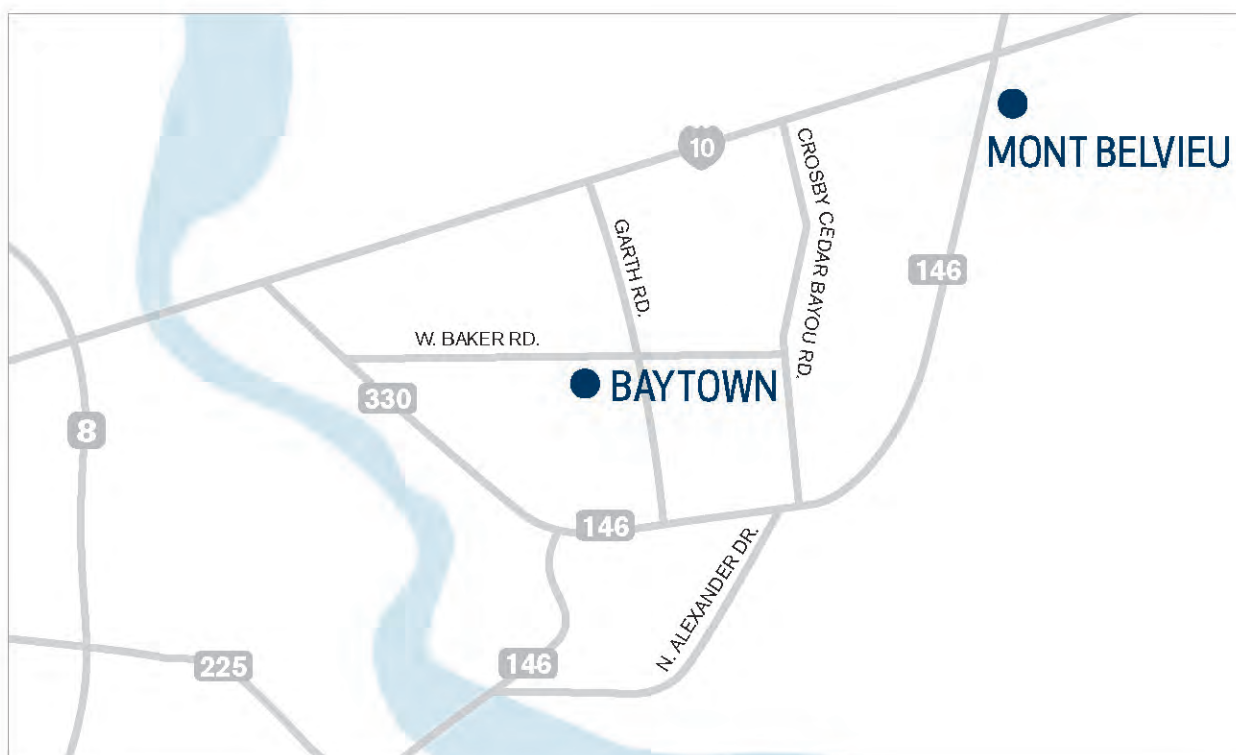 10
CROSBY CEDAR BAYOU RD.
MONT BELVIEU
GARTH RD.
146
W. BAKER RD.
BAYTOWN
330
8
146
N. ALEXANDER DR.
225
146